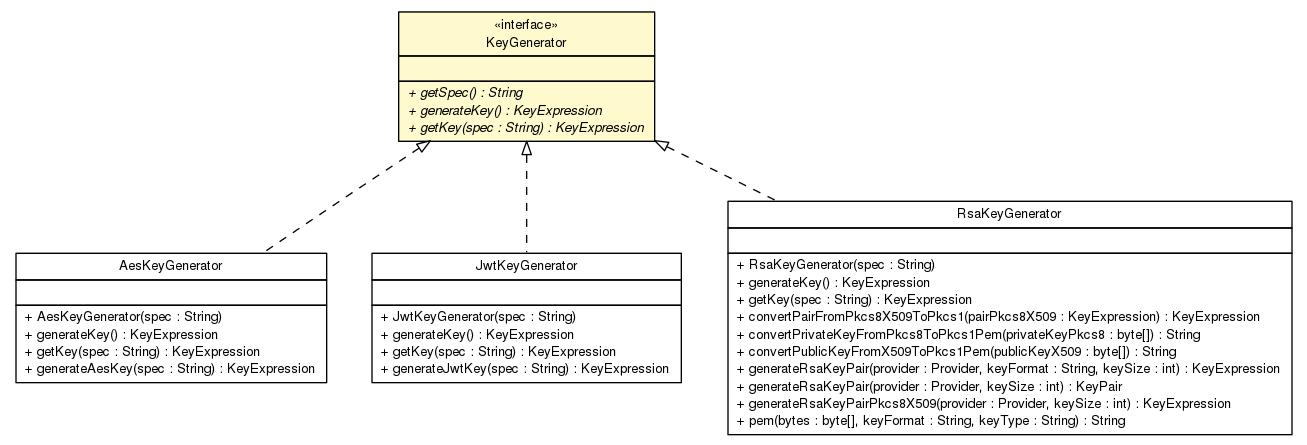 «interface»
KeyGenerator
+ getSpec() : String
+ generateKey() : KeyExpression
+ getKey(spec : String) : KeyExpression
AesKeyGenerator
+ AesKeyGenerator(spec : String)
+ generateKey() : KeyExpression
+ getKey(spec : String) : KeyExpression
+ generateAesKey(spec : String) : KeyExpression
JwtKeyGenerator
+ JwtKeyGenerator(spec : String)
+ generateKey() : KeyExpression
+ getKey(spec : String) : KeyExpression
+ generateJwtKey(spec : String) : KeyExpression
RsaKeyGenerator
+ RsaKeyGenerator(spec : String)
+ generateKey() : KeyExpression
+ getKey(spec : String) : KeyExpression
+ convertPairFromPkcs8X509ToPkcs1(pairPkcs8X509 : KeyExpression) : KeyExpression
+ convertPrivateKeyFromPkcs8ToPkcs1Pem(privateKeyPkcs8 : byte[]) : String
+ convertPublicKeyFromX509ToPkcs1Pem(publicKeyX509 : byte[]) : String
+ generateRsaKeyPair(provider : Provider, keyFormat : String, keySize : int) : KeyExpression
+ generateRsaKeyPair(provider : Provider, keySize : int) : KeyPair
+ generateRsaKeyPairPkcs8X509(provider : Provider, keySize : int) : KeyExpression
+ pem(bytes : byte[], keyFormat : String, keyType : String) : String